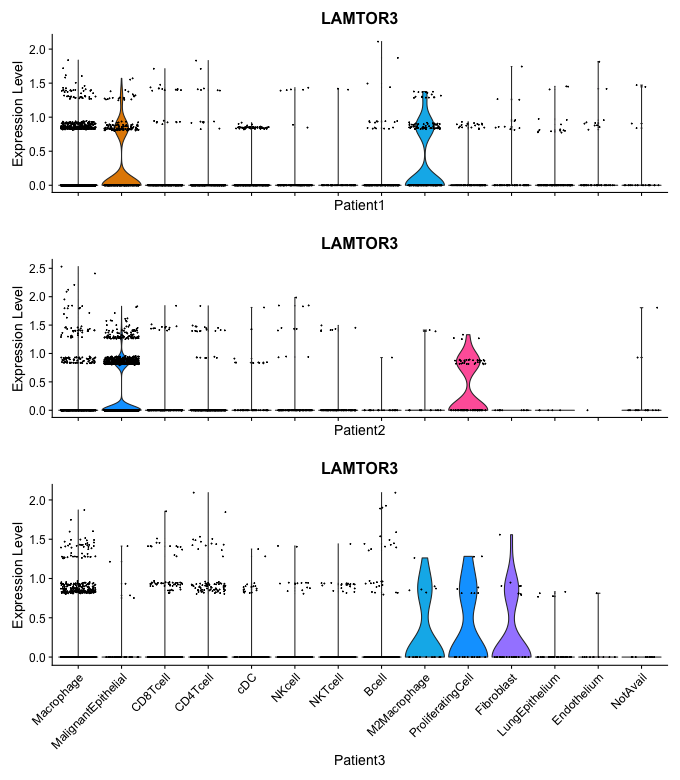 LAMTOR3
Expression Level
2.0
1.5
1.0
0.5
0.0
Patient1
LAMTOR3
Expression Level
2.5
2.0
1.5
1.0
0.5
0.0
Patient2
LAMTOR3
Expression Level
2.0
1.5
1.0
0.5
0.0
Macrophage
MalignantEpithelial
CD8Tcell
CD4Tcell
cDC
NKcell
NKTcell
Bcell
M2Macrophage
ProliferatingCell
Fibroblast
LungEpithelium
Endothelium
NotAvail
Patient3